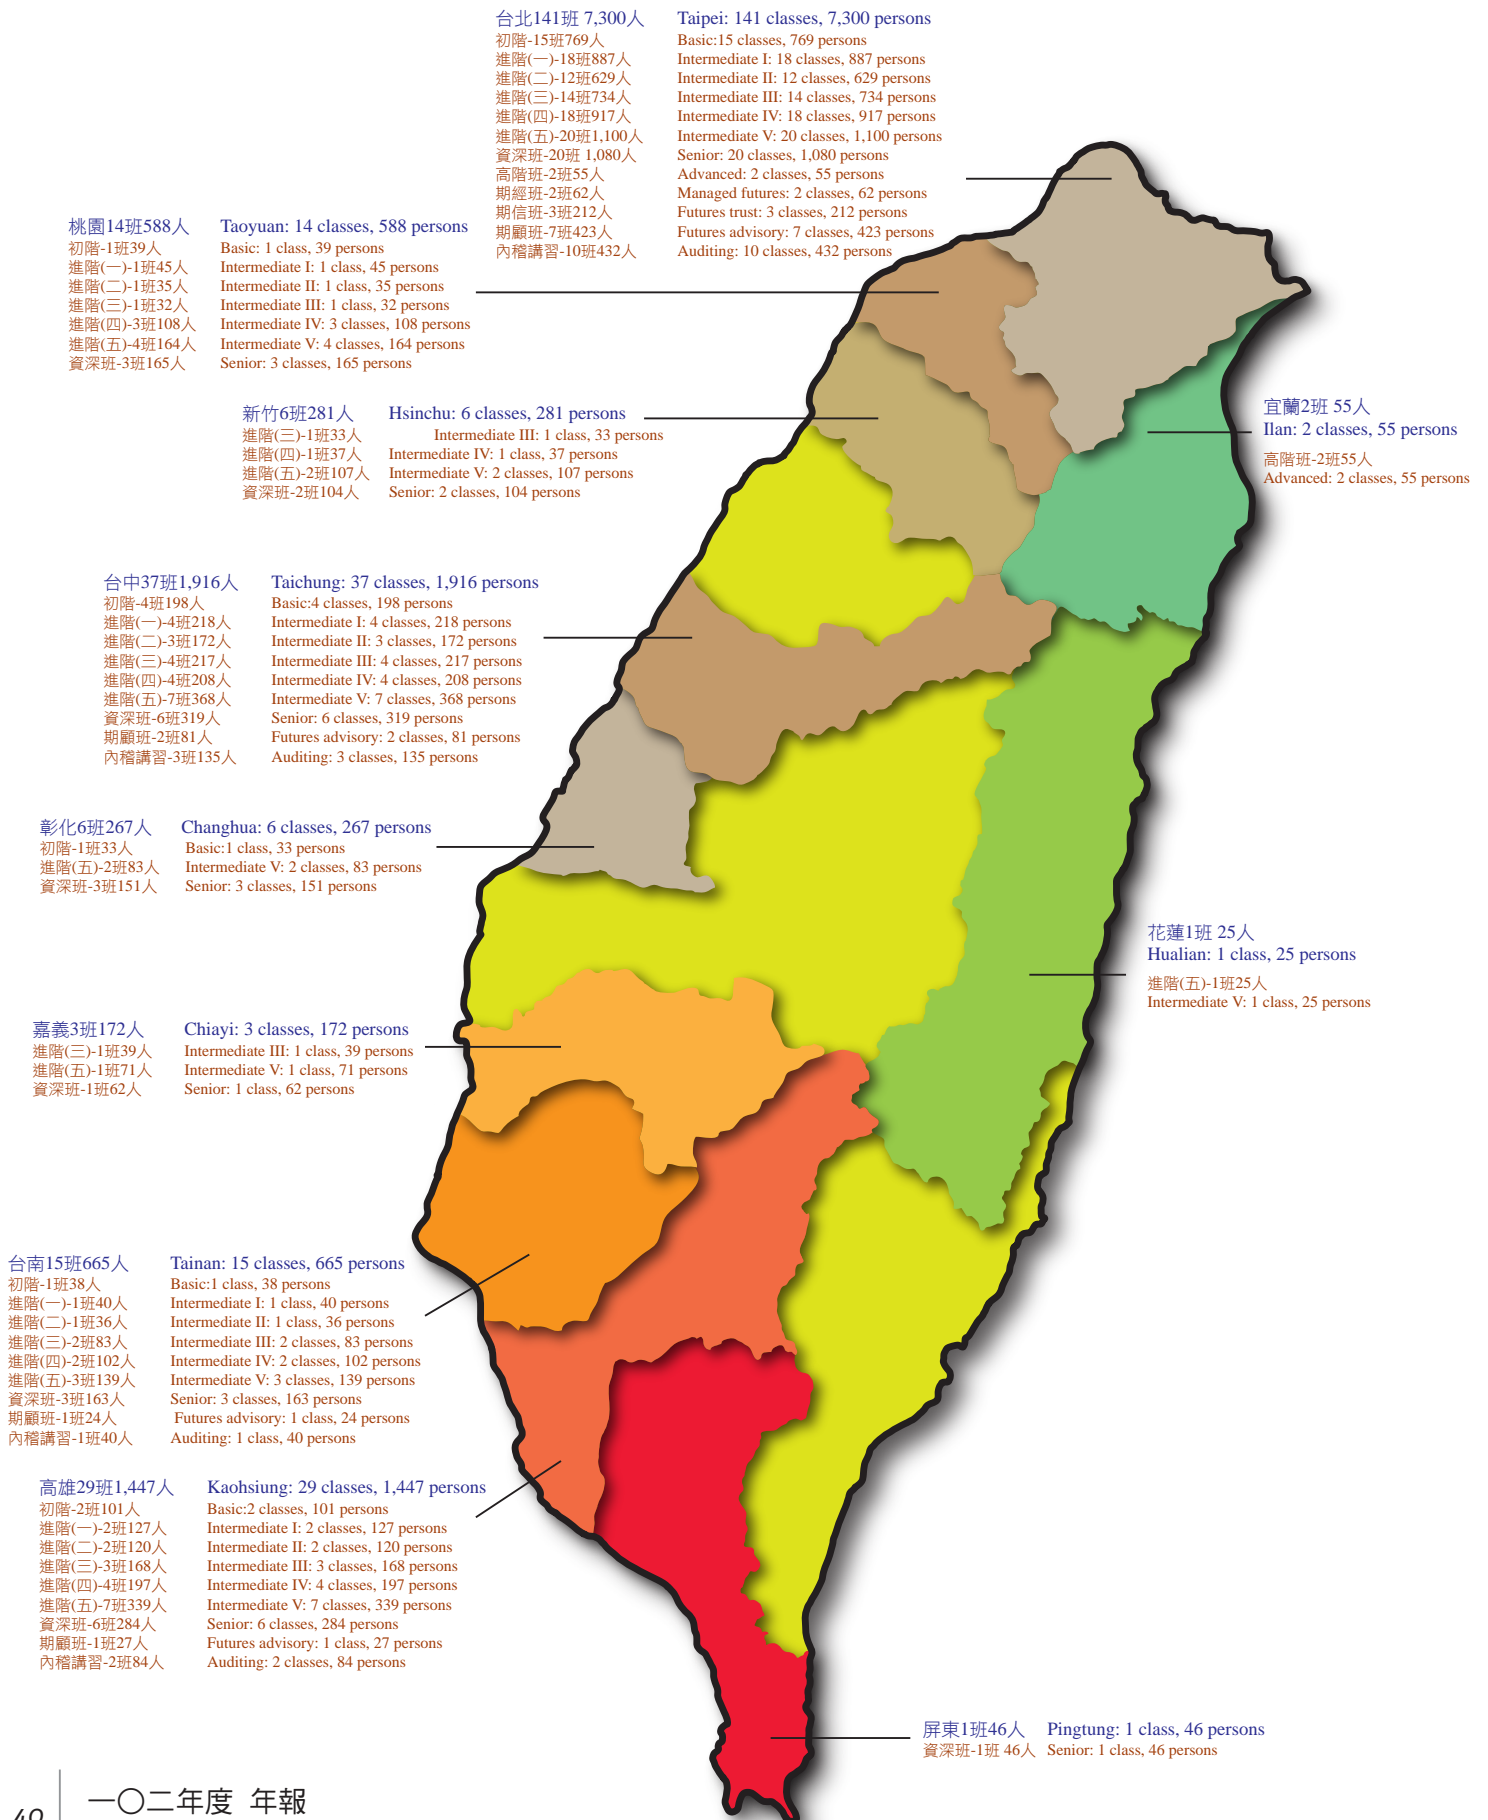 台北141班 7,300人 Taipei: 141 classes, 7,300 persons
初階-15班769人 Basic:15 classes, 769 persons
進階(一)-18班887人 Intermediate I: 18 classes, 887 persons
進階(二)-12班629人 Intermediate II: 12 classes, 629 persons
進階(三)-14班734人 Intermediate III: 14 classes, 734 persons
進階(四)-18班917人 Intermediate IV: 18 classes, 917 persons
進階(五)-20班1,100人 Intermediate V: 20 classes, 1,100 persons
資深班-20班 1,080人 Senior: 20 classes, 1,080 persons
高階班-2班55人 Advanced: 2 classes, 55 persons
期經班-2班62人 Managed futures: 2 classes, 62 persons
期信班-3班212人 Futures trust: 3 classes, 212 persons
期顧班-7班423人 Futures advisory: 7 classes, 423 persons
內稽講習-10班432人 Auditing: 10 classes, 432 persons
桃園14班588人 Taoyuan: 14 classes, 588 persons
初階-1班39人 Basic: 1 class, 39 persons
進階(一)-1班45人 Intermediate I: 1 class, 45 persons
進階(二)-1班35人 Intermediate II: 1 class, 35 persons
進階(三)-1班32人 Intermediate III: 1 class, 32 persons
進階(四)-3班108人 Intermediate IV: 3 classes, 108 persons
進階(五)-4班164人 Intermediate V: 4 classes, 164 persons
資深班-3班165人 Senior: 3 classes, 165 persons
新竹6班281人 Hsinchu: 6 classes, 281 persons
進階(三)-1班33人 Intermediate III: 1 class, 33 persons
進階(四)-1班37人 Intermediate IV: 1 class, 37 persons
進階(五)-2班107人 Intermediate V: 2 classes, 107 persons
資深班-2班104人 Senior: 2 classes, 104 persons
宜蘭2班 55人
Ilan: 2 classes, 55 persons
高階班-2班55人
Advanced: 2 classes, 55 persons
台中37班1,916人 Taichung: 37 classes, 1,916 persons
初階-4班198人 Basic:4 classes, 198 persons
進階(一)-4班218人 Intermediate I: 4 classes, 218 persons
進階(二)-3班172人 Intermediate II: 3 classes, 172 persons
進階(三)-4班217人 Intermediate III: 4 classes, 217 persons
進階(四)-4班208人 Intermediate IV: 4 classes, 208 persons
進階(五)-7班368人 Intermediate V: 7 classes, 368 persons
資深班-6班319人 Senior: 6 classes, 319 persons
期顧班-2班81人 Futures advisory: 2 classes, 81 persons
內稽講習-3班135人 Auditing: 3 classes, 135 persons
彰化6班267人 Changhua: 6 classes, 267 persons
初階-1班33人 Basic:1 class, 33 persons
進階(五)-2班83人 Intermediate V: 2 classes, 83 persons
資深班-3班151人 Senior: 3 classes, 151 persons
花蓮1班 25人
Hualian: 1 class, 25 persons
進階(五)-1班25人
Intermediate V: 1 class, 25 persons
嘉義3班172人 Chiayi: 3 classes, 172 persons
進階(三)-1班39人 Intermediate III: 1 class, 39 persons
進階(五)-1班71人 Intermediate V: 1 class, 71 persons
資深班-1班62人 Senior: 1 class, 62 persons
台南15班665人 Tainan: 15 classes, 665 persons
初階-1班38人 Basic:1 class, 38 persons
進階(一)-1班40人 Intermediate I: 1 class, 40 persons
進階(二)-1班36人 Intermediate II: 1 class, 36 persons
進階(三)-2班83人 Intermediate III: 2 classes, 83 persons
進階(四)-2班102人 Intermediate IV: 2 classes, 102 persons
進階(五)-3班139人 Intermediate V: 3 classes, 139 persons
資深班-3班163人 Senior: 3 classes, 163 persons
期顧班-1班24人 Futures advisory: 1 class, 24 persons
內稽講習-1班40人 Auditing: 1 class, 40 persons
高雄29班1,447人 Kaohsiung: 29 classes, 1,447 persons
初階-2班101人 Basic:2 classes, 101 persons
進階(一)-2班127人 Intermediate I: 2 classes, 127 persons
進階(二)-2班120人 Intermediate II: 2 classes, 120 persons
進階(三)-3班168人 Intermediate III: 3 classes, 168 persons
進階(四)-4班197人 Intermediate IV: 4 classes, 197 persons
進階(五)-7班339人 Intermediate V: 7 classes, 339 persons
資深班-6班284人 Senior: 6 classes, 284 persons
期顧班-1班27人 Futures advisory: 1 class, 27 persons
內稽講習-2班84人 Auditing: 2 classes, 84 persons
屏東1班46人 Pingtung: 1 class, 46 persons
資深班-1班 46人 Senior: 1 class, 46 persons
40
一〇二年度 年報